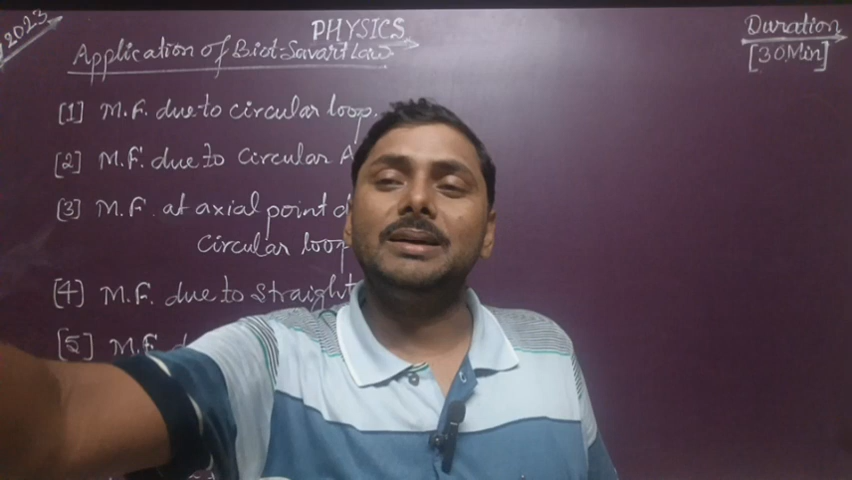 2023
PHYSICS
Duration
[30 Min]
Application of Biot-Savart Law
[1] M.F. due to circular loop.
[2] M.F. due to Circular A
[3] M.F. at axial point d
circular loop
[4] M.F. due to Straight
[5] M.F. d